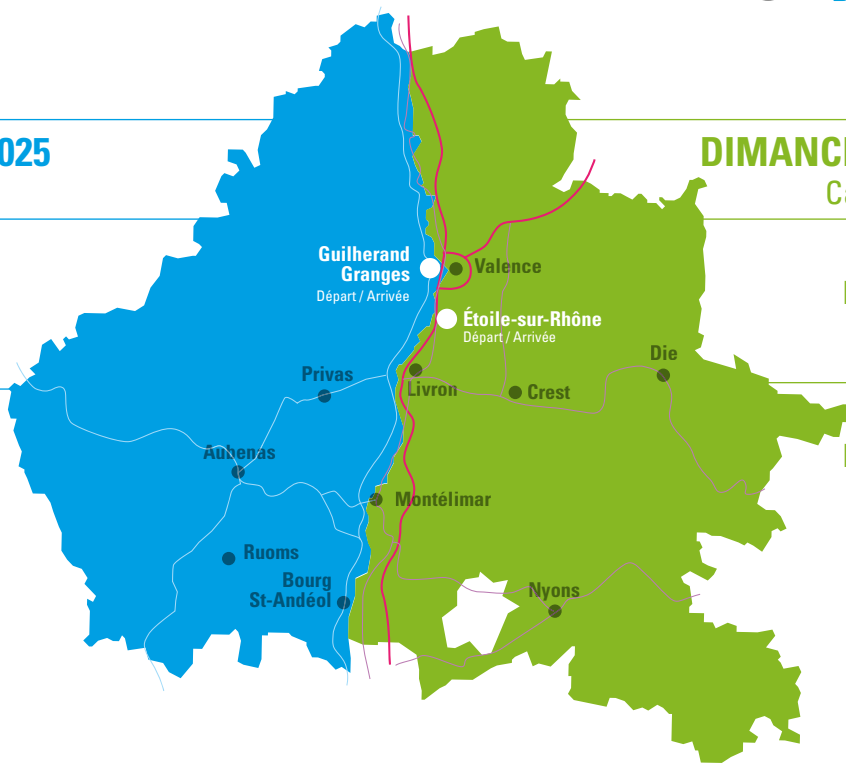 025
DIMANCH
Ca
Guilherand
Granges
Départ / Arrivée
Valence
Étoile-sur-Rhône
Départ / Arrivée
Die
Privas
Livron
Crest
Aubenas
Montélimar
Ruoms
Bourg
St-Andéol
Nyons